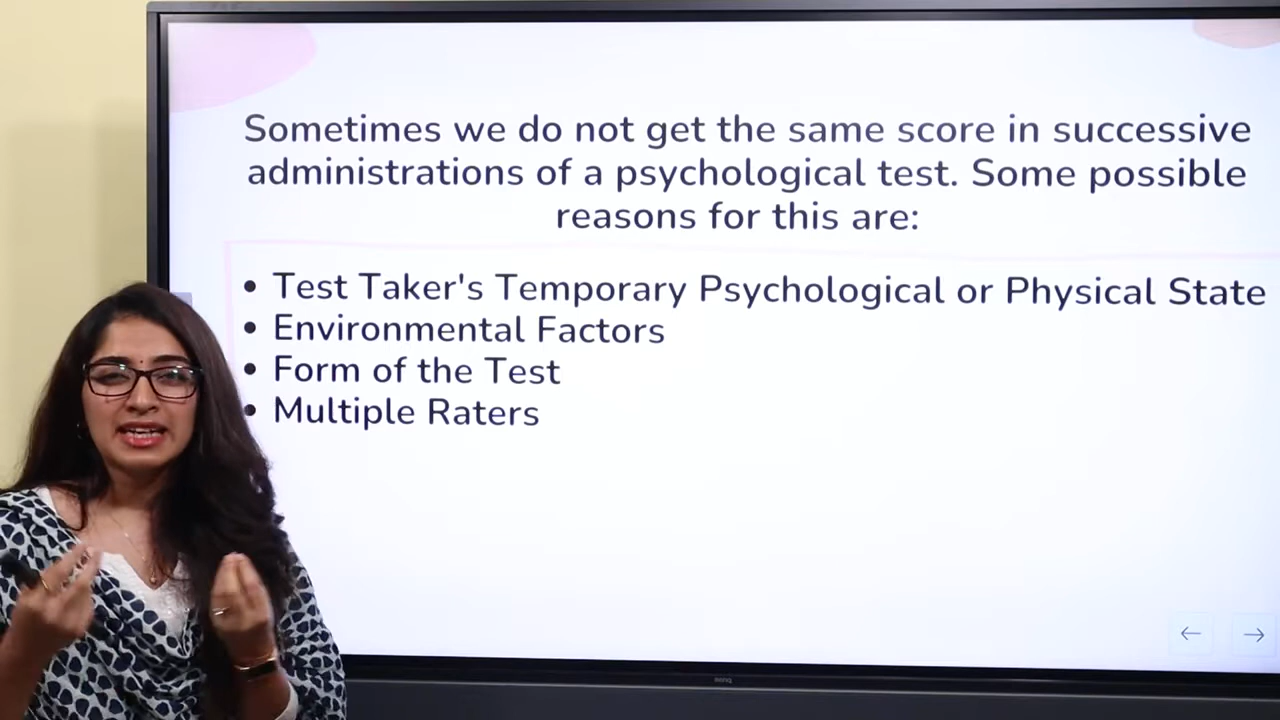 Sometimes we do not get the same score in successive
administrations of a psychological test. Some possible
reasons for this are:
• Test Taker's Temporary Psychological or Physical State
• Environmental Factors
• Form of the Test
• Multiple Raters
BenQ